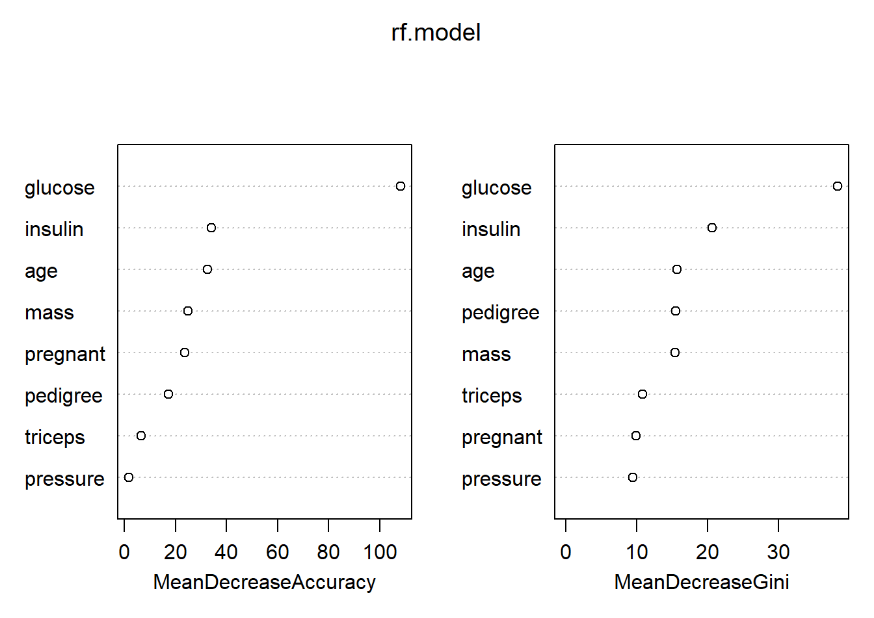 rf.model
glucose
insulin
age
mass
pregnant
pedigree
triceps
pressure
0 20 40 60 80 100
MeanDecreaseAccuracy
glucose
insulin
age
pedigree
mass
triceps
pregnant
pressure
0 10 20 30
MeanDecreaseGini